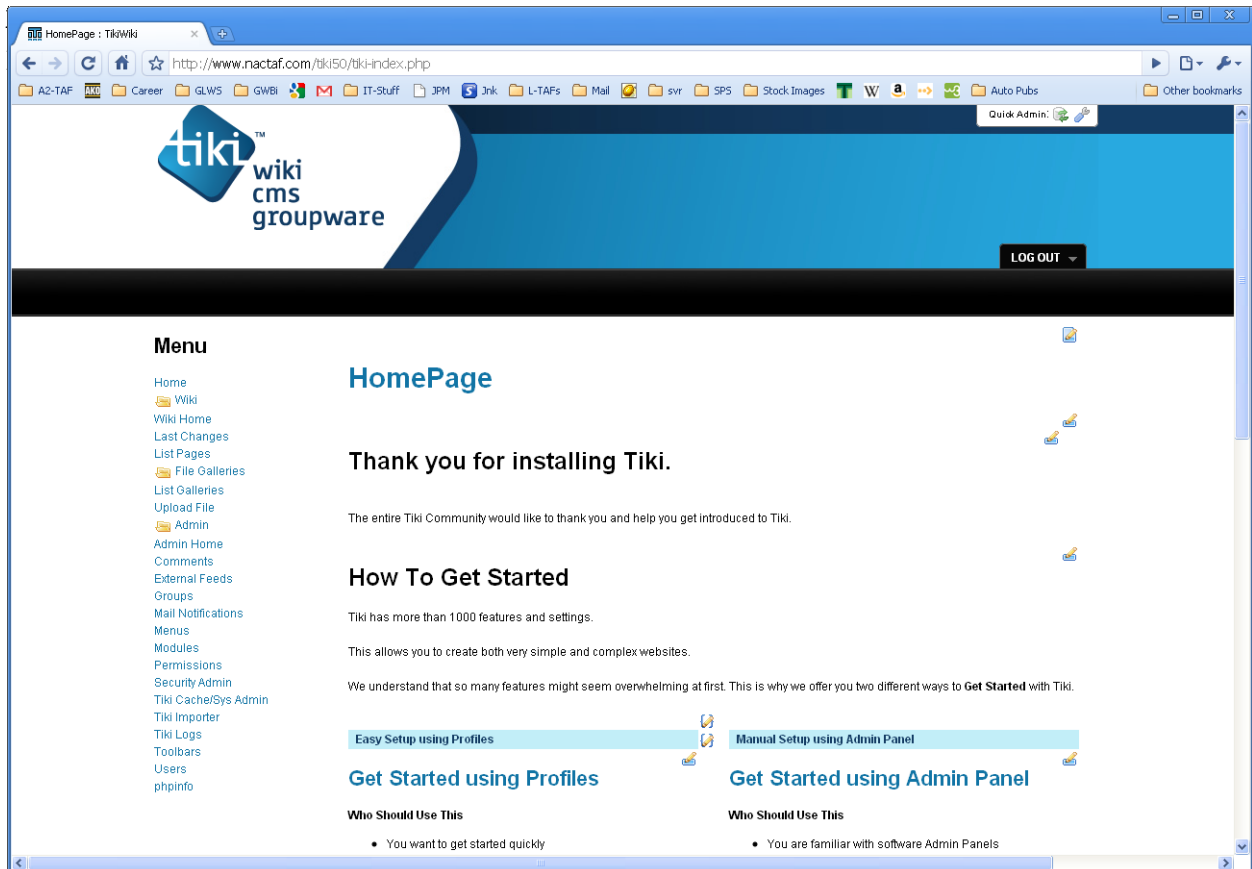 HomePage : TikiWiki
http://www.nactaf.com/tiki50/tiki-index.php
A2-TAF AKO Career GLWS GWBi IT-Stuff JPM Jnk L-TAFs Mail svr SPS Stock Images W a Auto Pubs Other bookmarks
Quick Admin:
tiki™
wiki
cms
groupware
LOG OUT
Menu
Home
Wiki
Wiki Home
Last Changes
List Pages
File Galleries
List Galleries
Upload File
Admin
Admin Home
Comments
External Feeds
Groups
Mail Notifications
Menus
Modules
Permissions
Security Admin
Tiki Cache/Sys Admin
Tiki Importer
Tiki Logs
Toolbars
Users
phpinfo
HomePage
Thank you for installing Tiki.
The entire Tiki Community would like to thank you and help you get introduced to Tiki.
How To Get Started
Tiki has more than 1000 features and settings.
This allows you to create both very simple and complex websites.
We understand that so many features might seem overwhelming at first. This is why we offer you two different ways to Get Started with Tiki.
Easy Setup using Profiles
Get Started using Profiles
Who Should Use This
• You want to get started quickly
Manual Setup using Admin Panel
Get Started using Admin Panel
Who Should Use This
• You are familiar with software Admin Panels